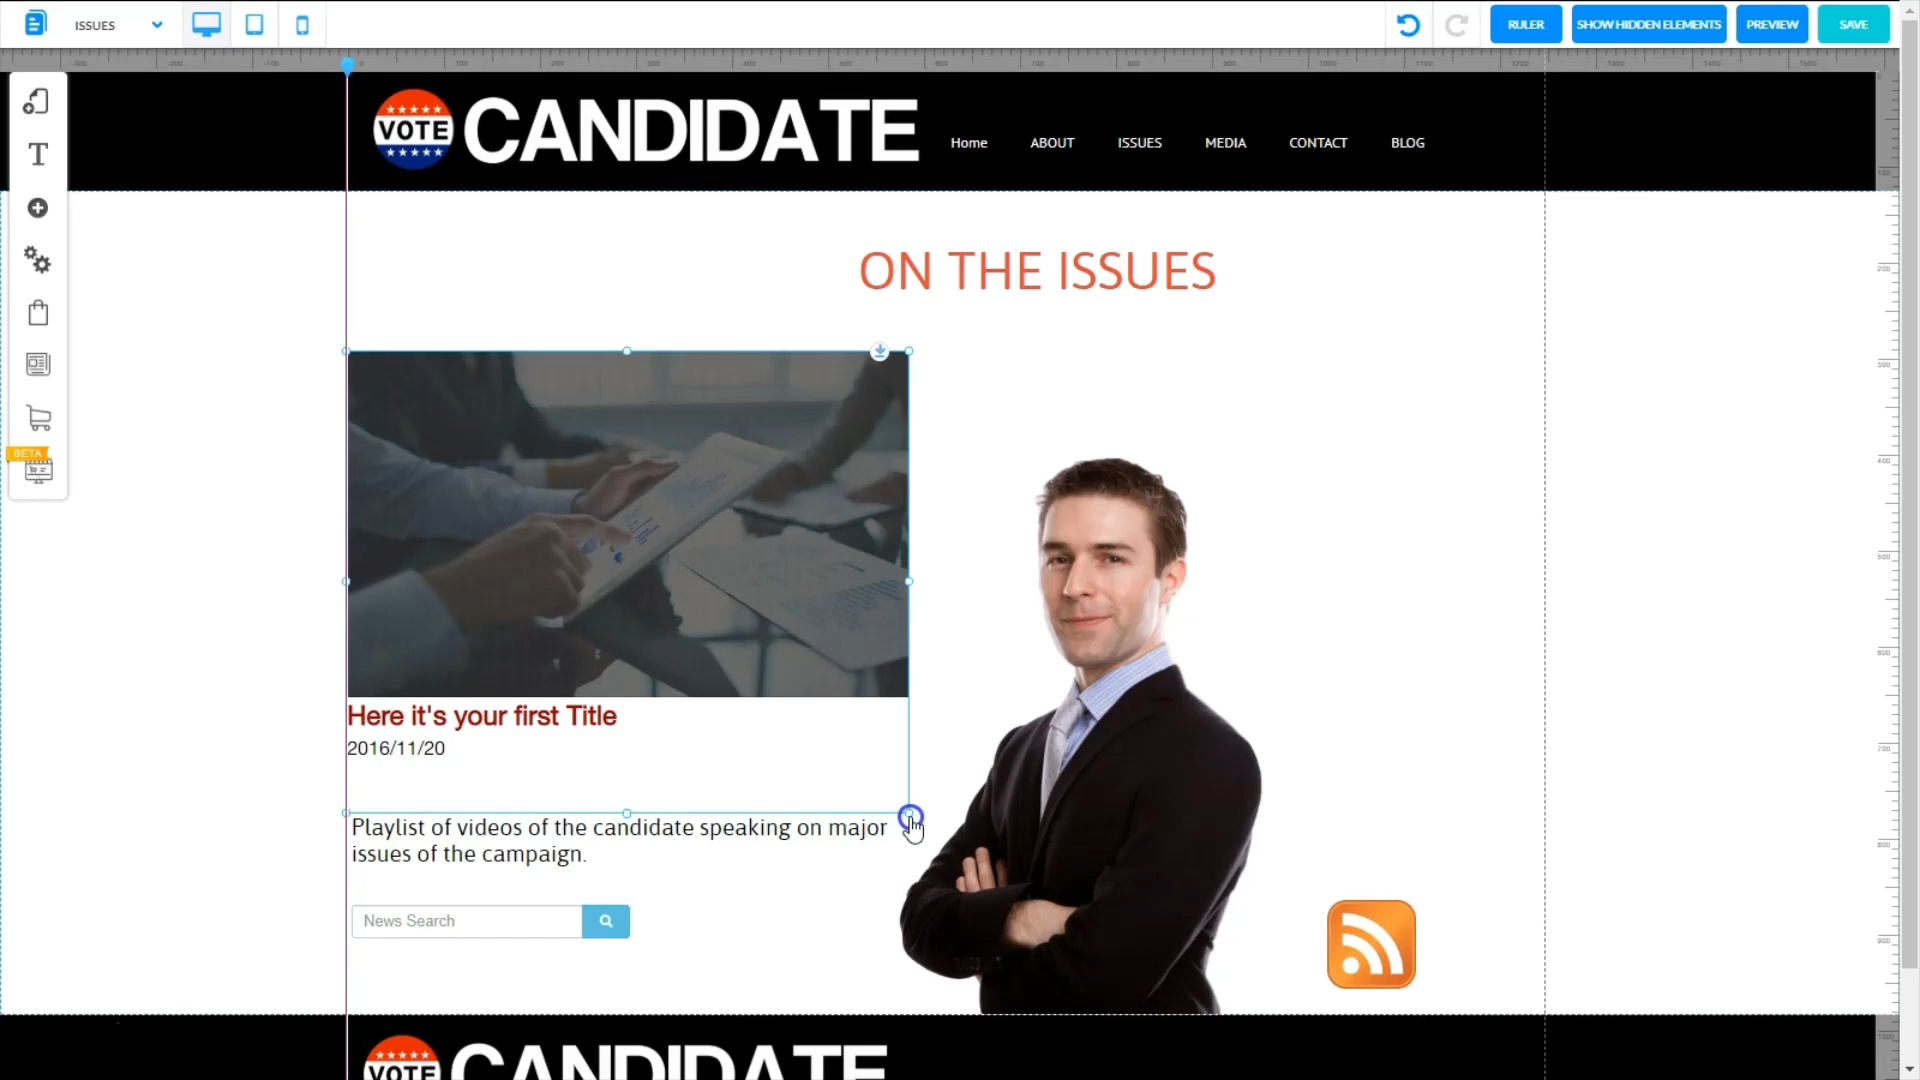 ISSUES
RULER
SHOW HIDDEN ELEMENTS
PREVIEW
SAVE
VOTE
CANDIDATE
Home
ABOUT
ISSUES
MEDIA
CONTACT
BLOG
ON THE ISSUES
T
BETA
Here it's your first Title
2016/11/20
Playlist of videos of the candidate speaking on major
issues of the campaign.
News Search
VOTE
CANDIDATE